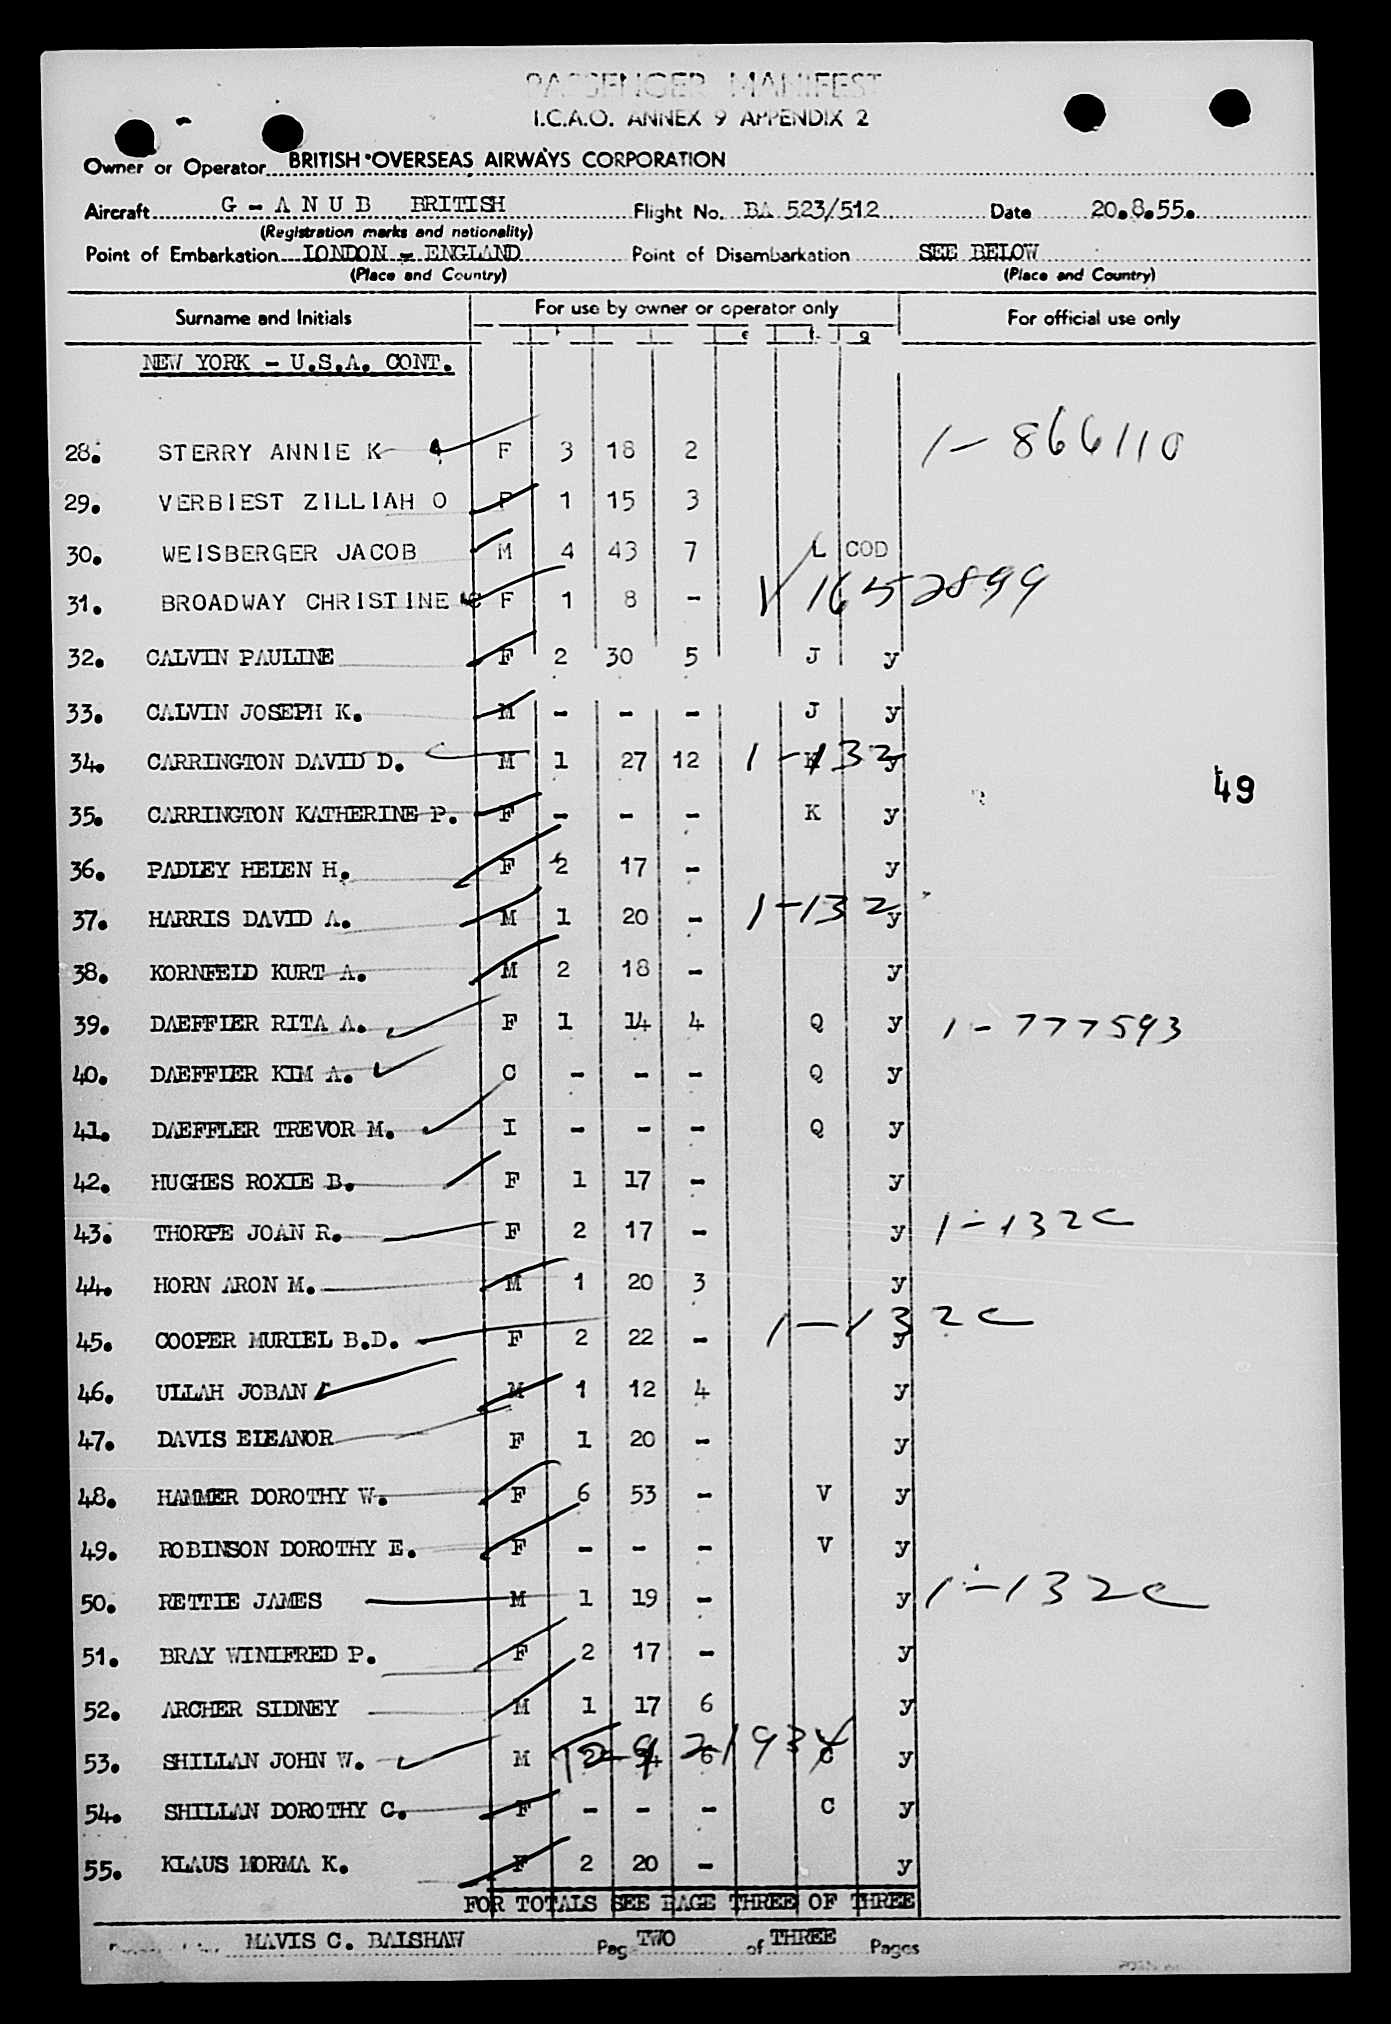 PASSENGER MANIFEST
I.C.A.O. ANNEX 9 APPENDIX 2
Owner or Operator BRITISH OVERSEAS AIRWAYS CORPORATION
Aircraft G - A N U B BRITISH Flight No. BA 523/512 Date 20.8.55.
(Registration marks and nationality)
Point of Embarkation LONDON - ENGLAND Point of Disembarkation SEE BELOW
(Place and Country) (Place and Country)
Surname and Initials For use by owner or operator only For official use only
e f g
NEW YORK - U.S.A. CONT.
28. STERRY ANNIE K F 3 18 2 1-866110
29. VERBIEST ZILLIAH O F 1 15 3
30. WEISBERGER JACOB M 4 43 7 L COD
31. BROADWAY CHRISTINE C F 1 8 - V1652899
32. CALVIN PAULINE F 2 30 5 J y
33. CALVIN JOSEPH K. M - - - J y
34. CARRINGTON DAVID D. M 1 27 12 1-132 K y
35. CARRINGTON KATHERINE P. F - - - K y
49
36. PADLEY HELEN H. F 2 17 - y
37. HARRIS DAVID A. M 1 20 - 1-132 y
38. KORNFELD KURT A. M 2 18 - y
39. DAEFFLER RITA A. F 1 14 4 Q y 1-777593
40. DAEFFLER KIM A. C - - - Q y
41. DAEFFLER TREVOR M. I - - - Q y
42. HUGHES ROXIE B. F 1 17 - y
43. THORPE JOAN R. F 2 17 - y 1-132C
44. HORN ARON M. M 1 20 3 y
45. COOPER MURIEL B.D. F 2 22 - y 1-132C
46. ULLAH JOBAN M 1 12 4 y
47. DAVIS ELEANOR F 1 20 - y
48. HAMMER DOROTHY W. F 6 53 - V y
49. ROBINSON DOROTHY E. F - - - V y
50. RETTIE JAMES M 1 19 - y 1-132C
51. BRAY WINIFRED P. F 2 17 - y
52. ARCHER SIDNEY M 1 17 6 y
53. SHILLAN JOHN W. M 2 6 C y
54. SHILLAN DOROTHY C. F - - - C y
55. KLAUS MORMA K. F 2 20 - y
FOR TOTALS SEE PAGE THREE OF THREE
MAVIS C. BALSHAW Page TWO of THREE Pages